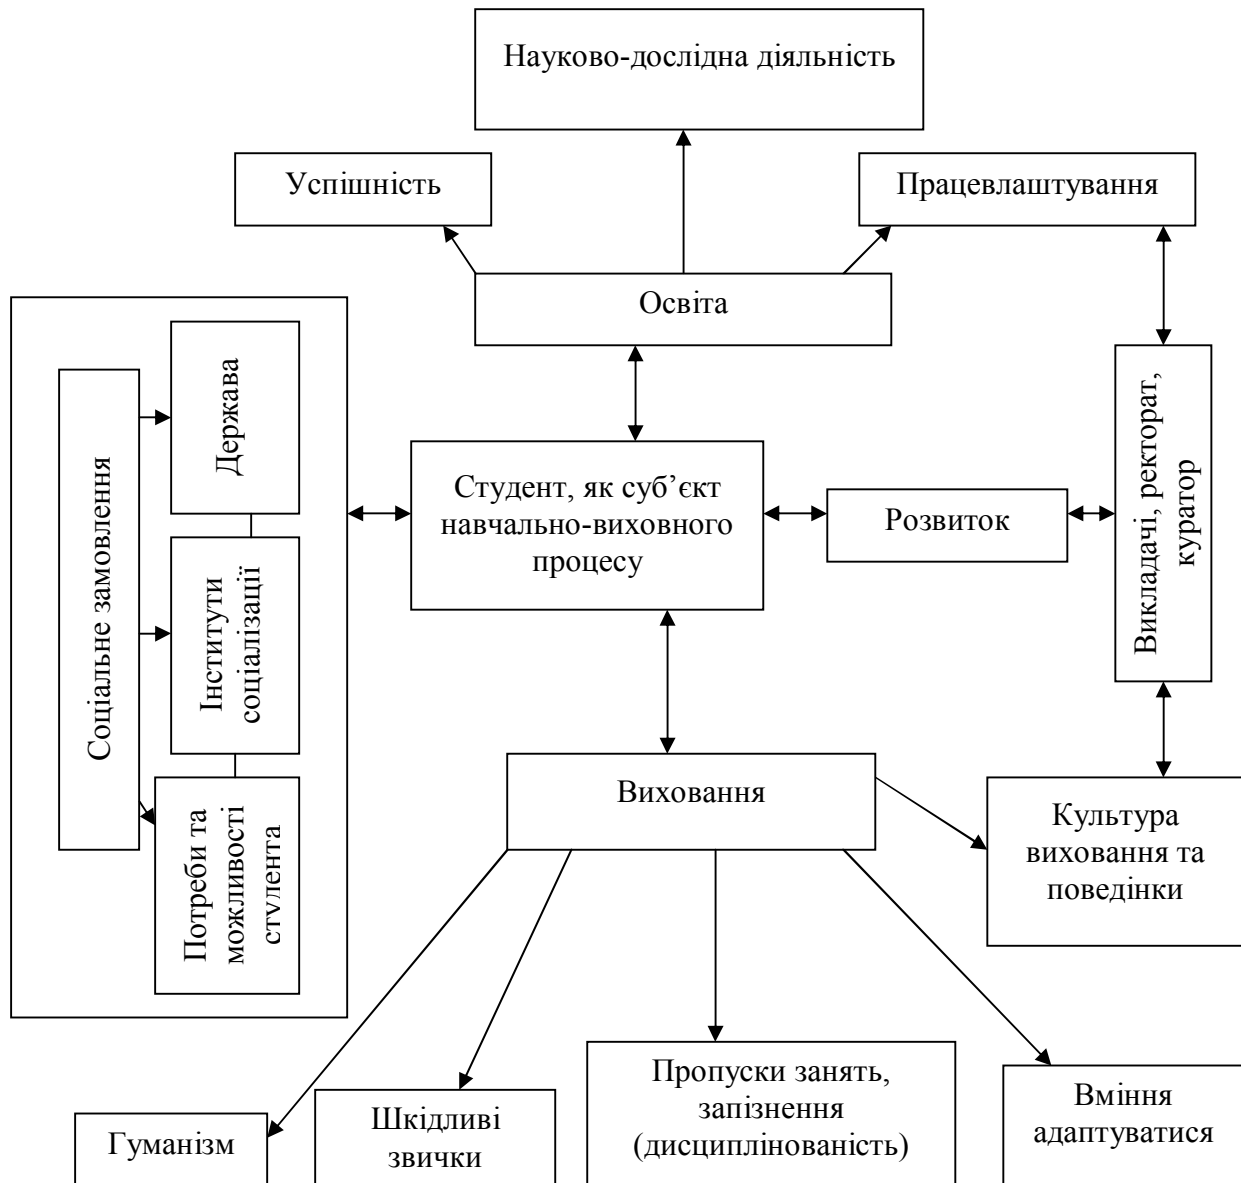 Науково-дослідна діяльність
Успішність
Працевлаштування
Освіта
Соціальне замовлення
Держава
Інститути
соціалізації
Потреби та
можливості
студента
Студент, як суб’єкт
навчально-виховного
процесу
Розвиток
Викладачі, ректорат,
куратор
Виховання
Культура
виховання та
поведінки
Гуманізм
Шкідливі
звички
Пропуски занять,
запізнення
(дисциплінованість)
Вміння
адаптуватися